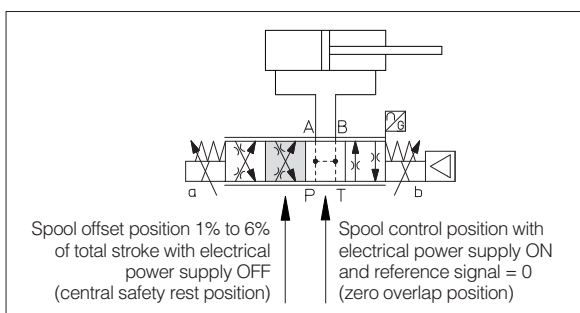 A B
G
a P T b
Spool offset position 1% to 6%
of total stroke with electrical
power supply OFF
(central safety rest position)
Spool control position with
electrical power supply ON
and reference signal = 0
(zero overlap position)